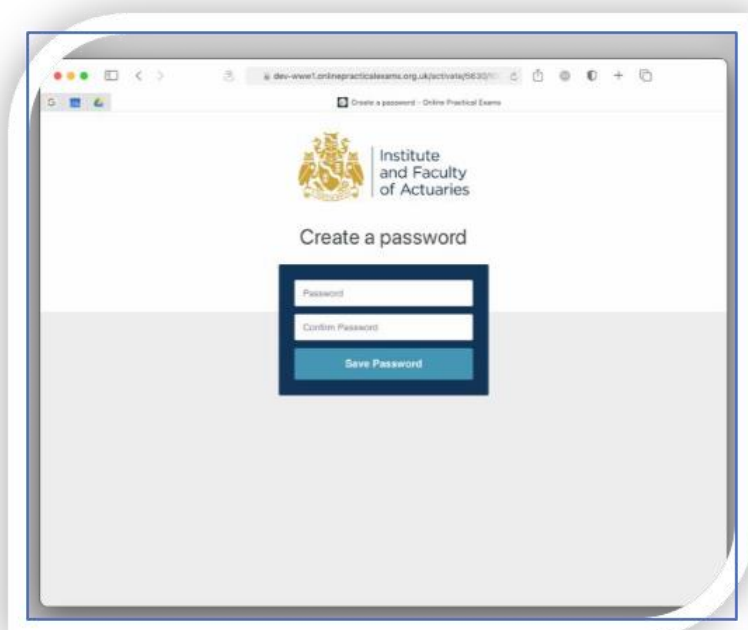 dev-www1.onlinepracticalexams.org.uk/activate/5630/
Create a password - Online Practical Exams
Institute
and Faculty
of Actuaries
Create a password
Password
Confirm Password
Save Password